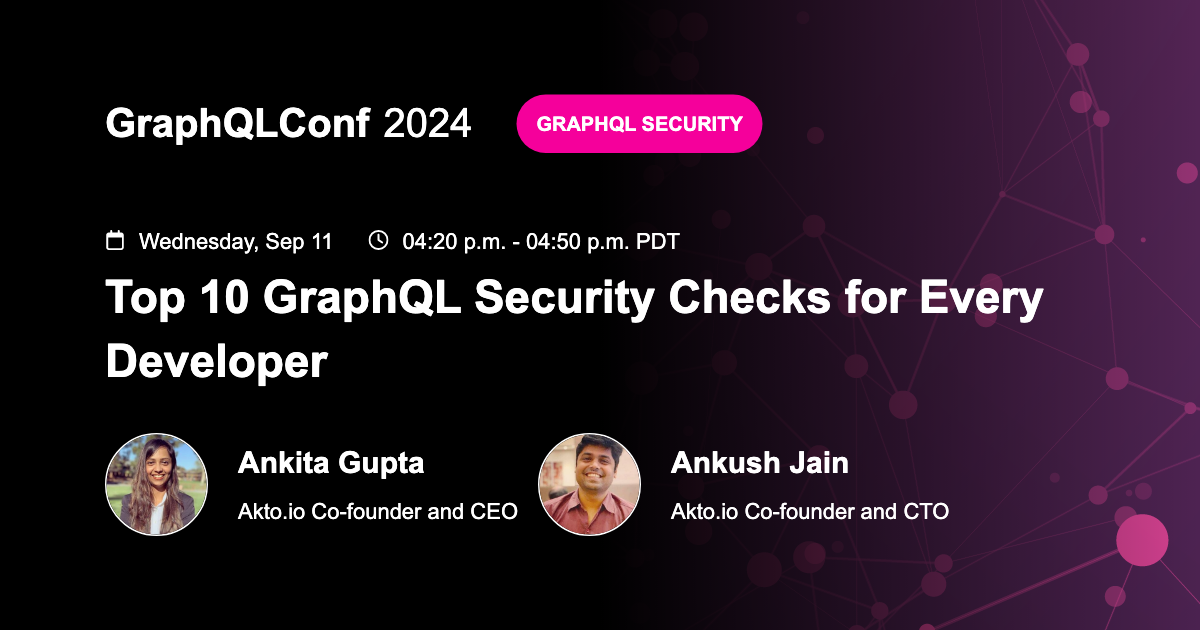 GraphQLConf 2024
GRAPHQL SECURITY
Wednesday, Sep 11
04:20 p.m. - 04:50 p.m. PDT
Top 10 GraphQL Security Checks for Every
Developer
Ankita Gupta
Akto.io Co-founder and CEO
Ankush Jain
Akto.io Co-founder and CTO